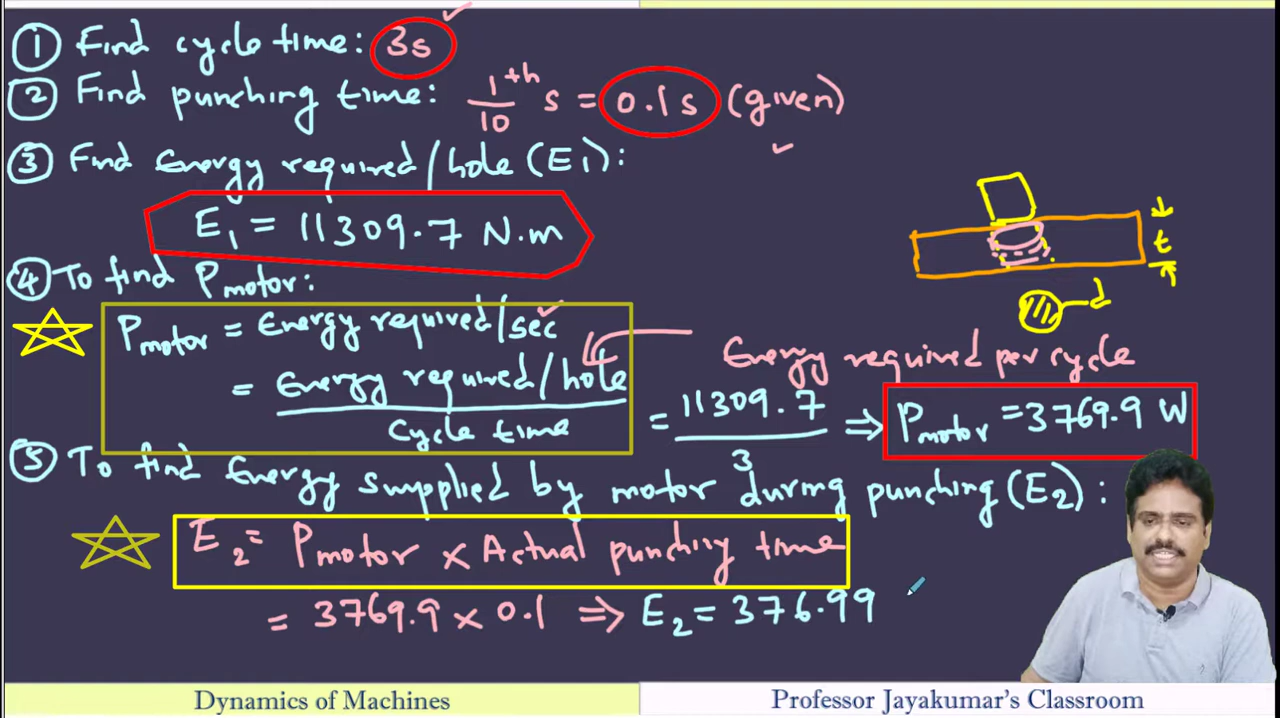 ① Find cycle time: 3s
② Find punching time: 1/10 th s = 0.1 s (given)
③ Find Energy required/hole (E₁):
E₁ = 11309.7 N.m
④ To find Pmotor:
Pmotor = Energy required/sec
= Energy required/hole / Cycle time
t
d
Energy required per cycle
= 11309.7 / 3 ⇒ Pmotor = 3769.9 W
⑤ To find Energy supplied by motor during punching (E₂):
E₂ = Pmotor × Actual punching time
= 3769.9 × 0.1 ⇒ E₂ = 376.99
Dynamics of Machines
Professor Jayakumar's Classroom